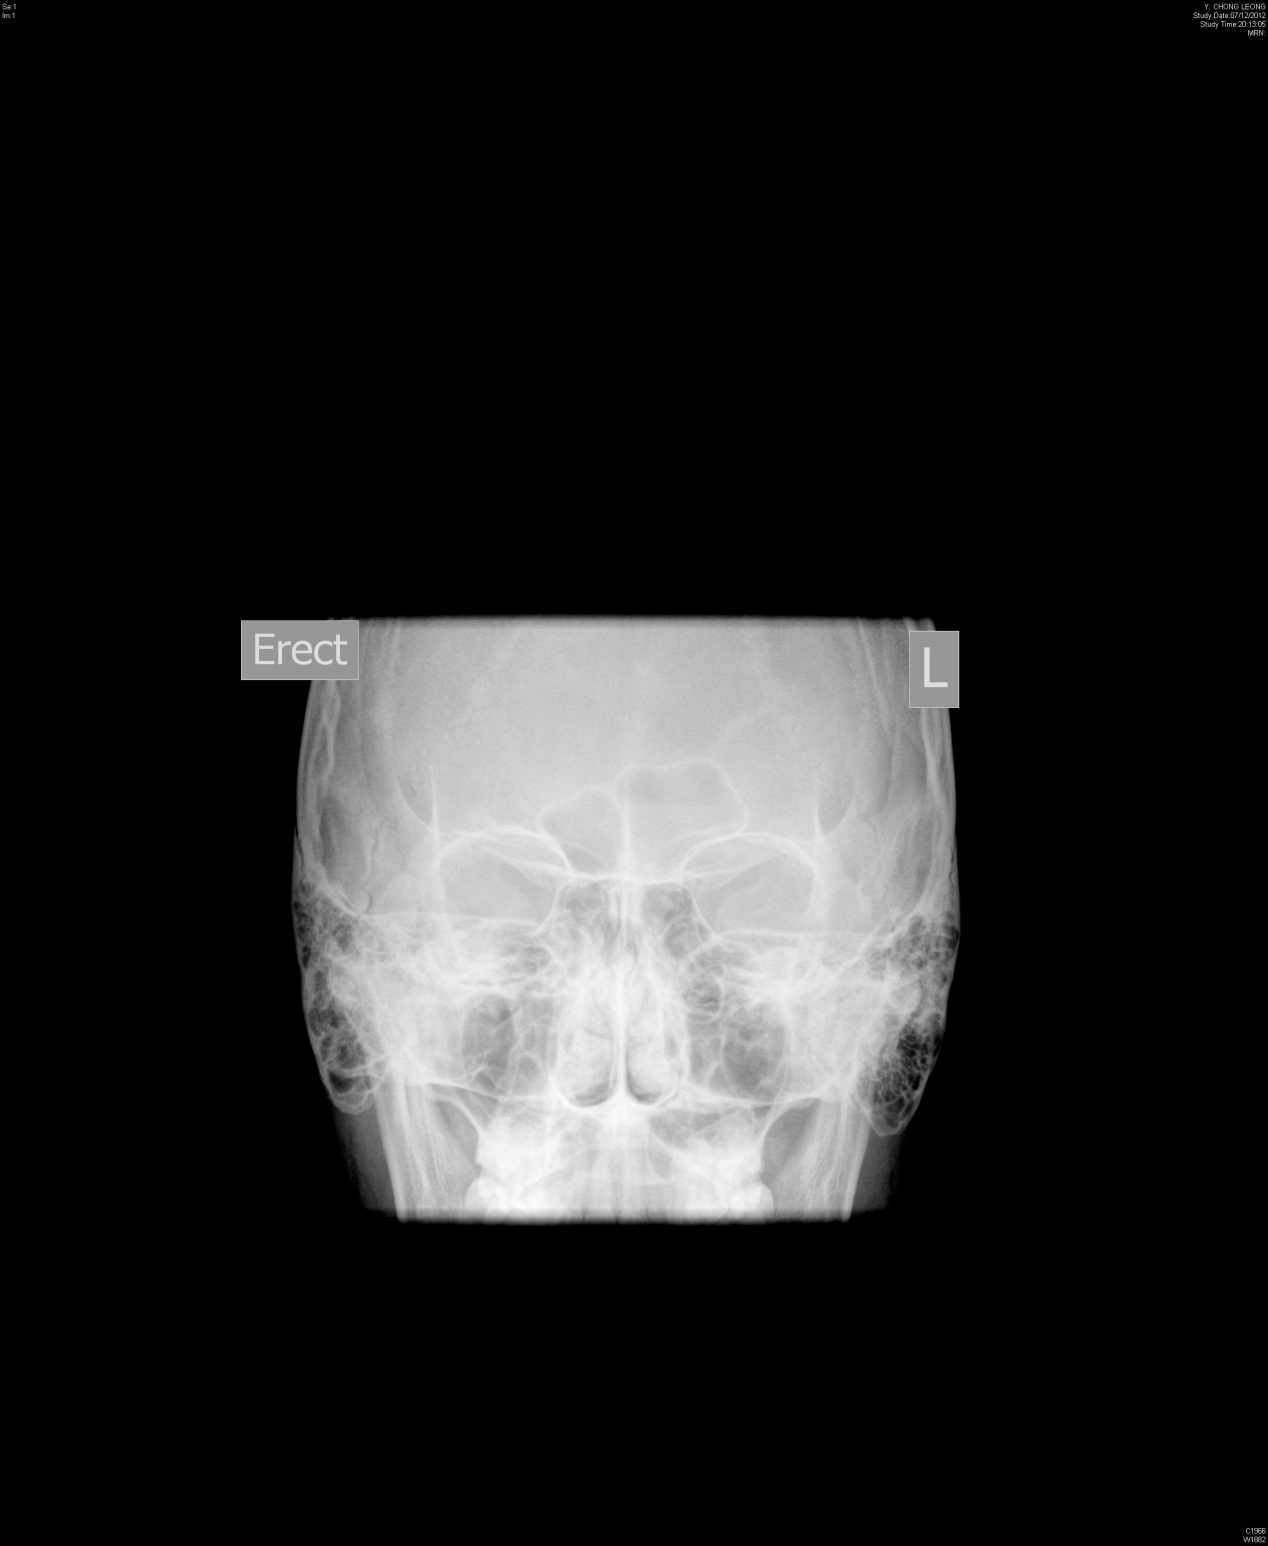 Se:1
Im:1
Y. CHONG LEONG
Study Date:07/12/2012
Study Time:20:13:05
MRN:
Erect
L
C1966
W1882